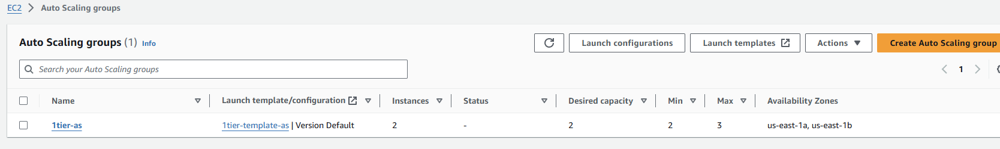 EC2 > Auto Scaling groups
Auto Scaling groups (1) Info
Launch configurations
Launch templates
Actions
Create Auto Scaling group
Search your Auto Scaling groups
1
Name Launch template/configuration Instances Status Desired capacity Min Max Availability Zones
1tier-as 1tier-template-as | Version Default 2 - 2 2 3 us-east-1a, us-east-1b